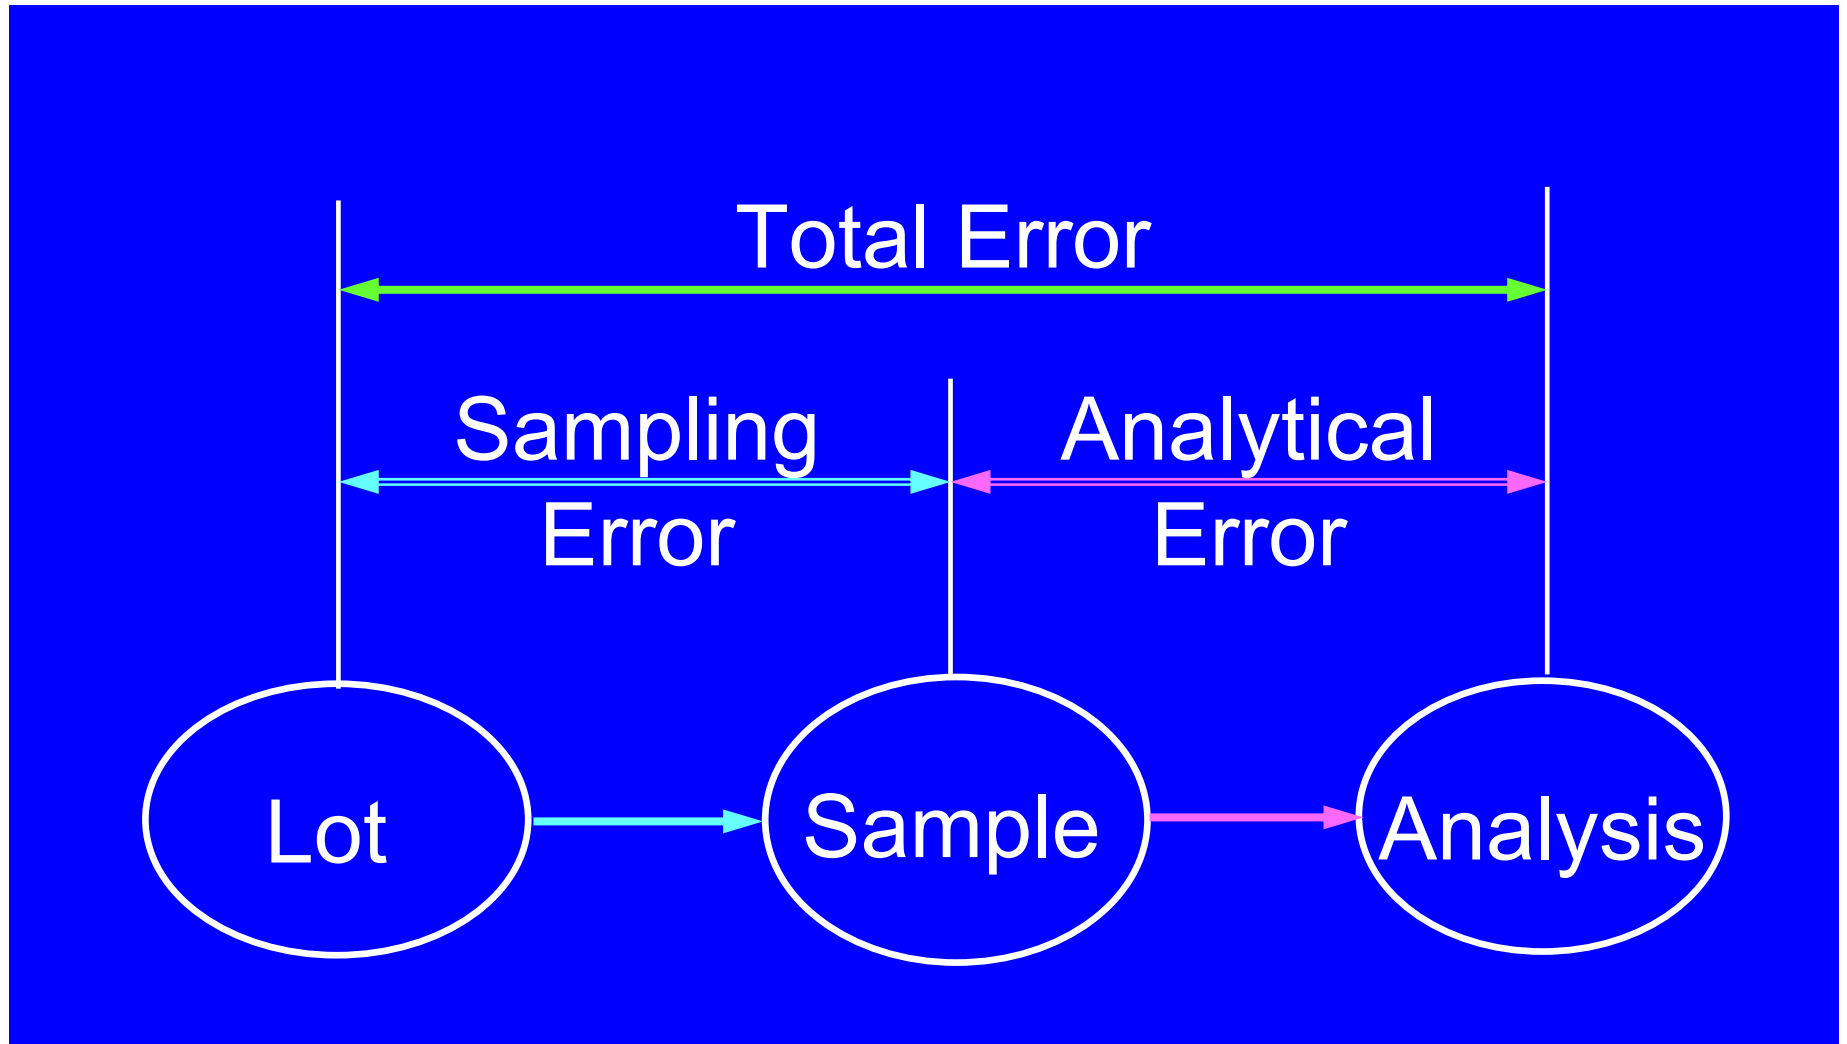 Total Error
Sampling
Error
Analytical
Error
Lot
Sample
Analysis